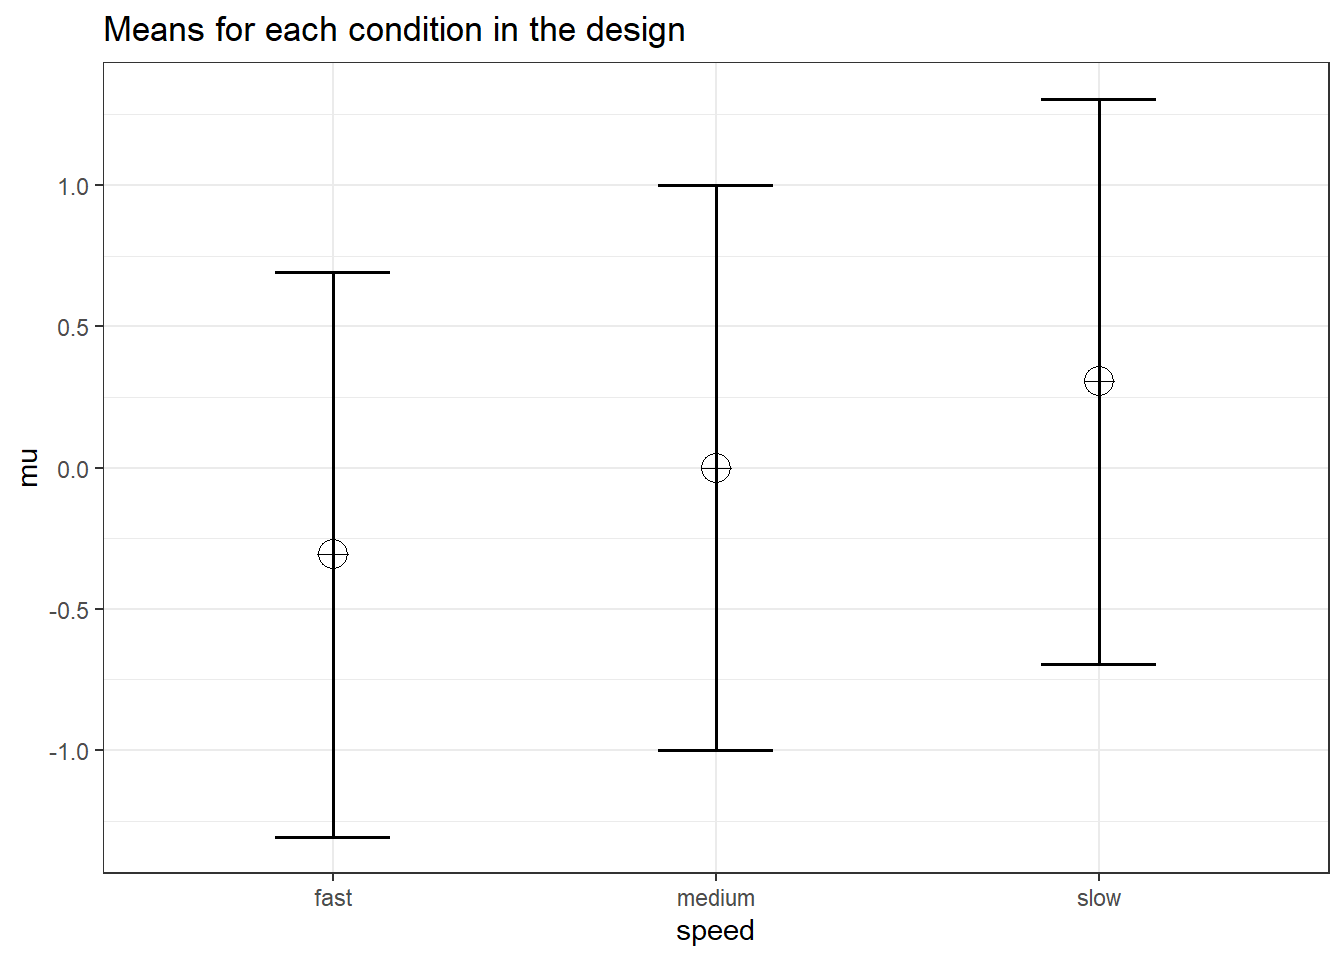 Means for each condition in the design
mu
1.0
0.5
0.0
-0.5
-1.0
fast medium slow
speed